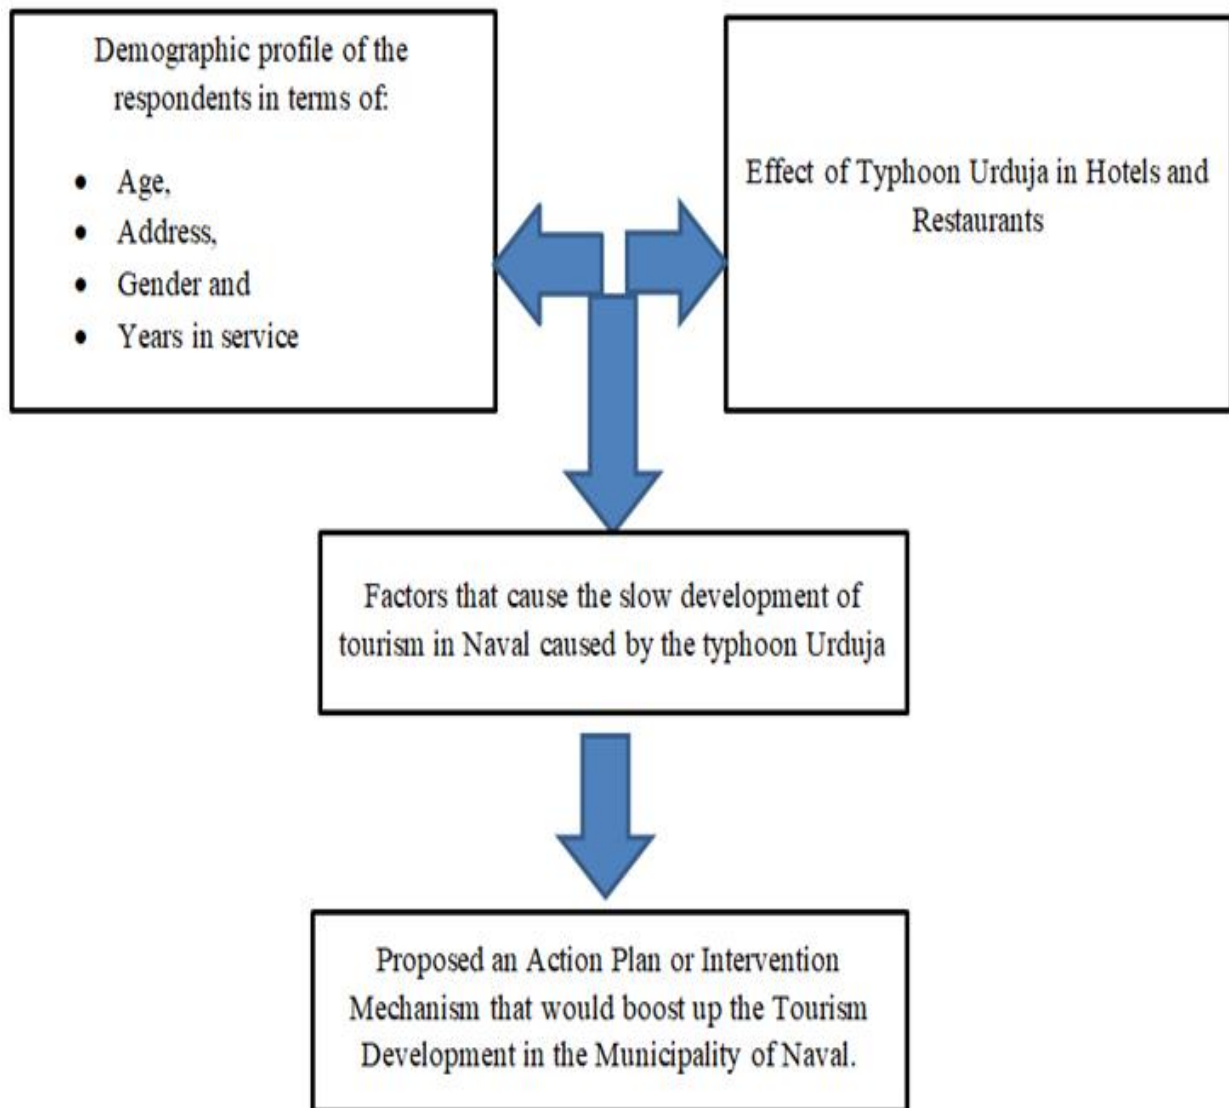 Demographic profile of the
respondents in terms of:
• Age,
• Address,
• Gender and
• Years in service
Effect of Typhoon Urduja in Hotels and
Restaurants
Factors that cause the slow development of
tourism in Naval caused by the typhoon Urduja
Proposed an Action Plan or Intervention
Mechanism that would boost up the Tourism
Development in the Municipality of Naval.